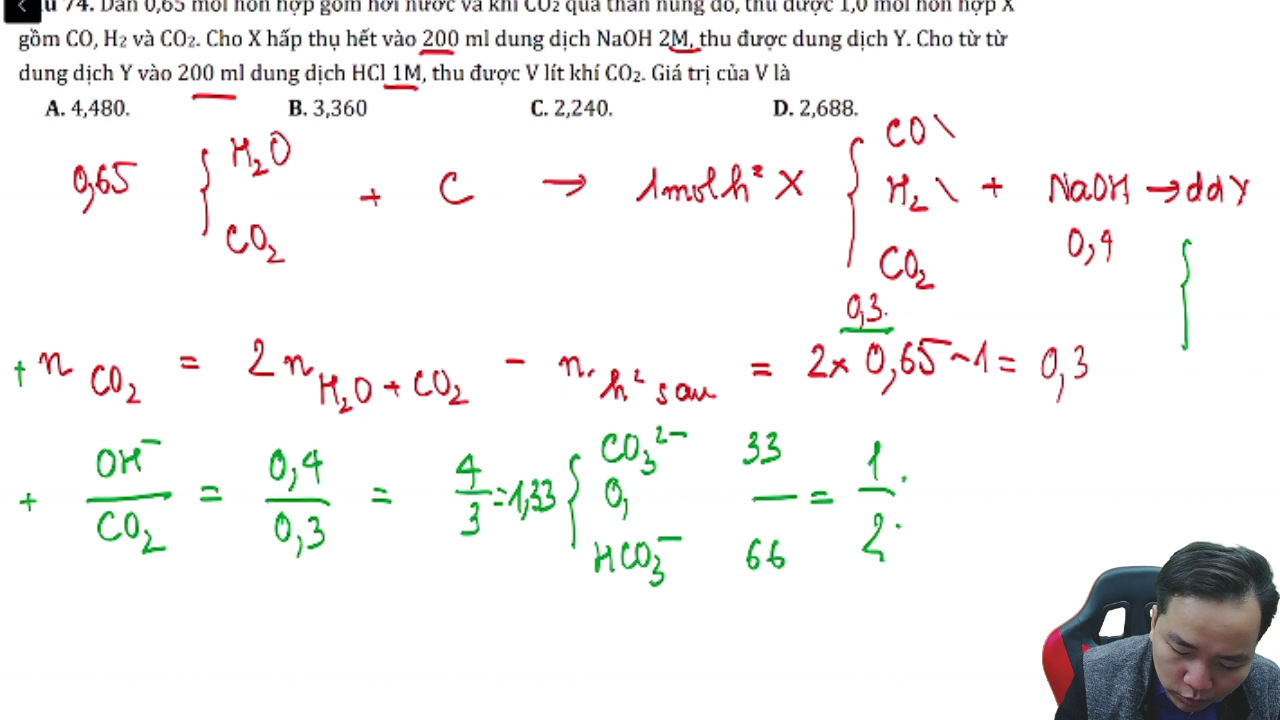 u 74. Dẫn 0,65 mol hỗn hợp gồm hơi nước và khí CO₂ qua than nung đỏ, thu được 1,0 mol hỗn hợp X
gồm CO, H₂ và CO₂. Cho X hấp thụ hết vào 200 ml dung dịch NaOH 2M, thu được dung dịch Y. Cho từ từ
dung dịch Y vào 200 ml dung dịch HCl 1M, thu được V lít khí CO₂. Giá trị của V là
A. 4,480. B. 3,360 C. 2,240. D. 2,688.
0,65 { H₂O CO₂ + C → 1mol h² X { CO \ H₂ \ CO₂ + NaOH → dd Y {
0,3. 0,4
+ n CO₂ = 2 n H₂O + CO₂ - n. h² sau = 2 x 0,65 - 1 = 0,3
+ OH⁻ / CO₂ = 0,4 / 0,3 = 4 / 3 = 1,33 { CO₃²⁻ 0, HCO₃⁻ 33 / 66 = 1 / 2